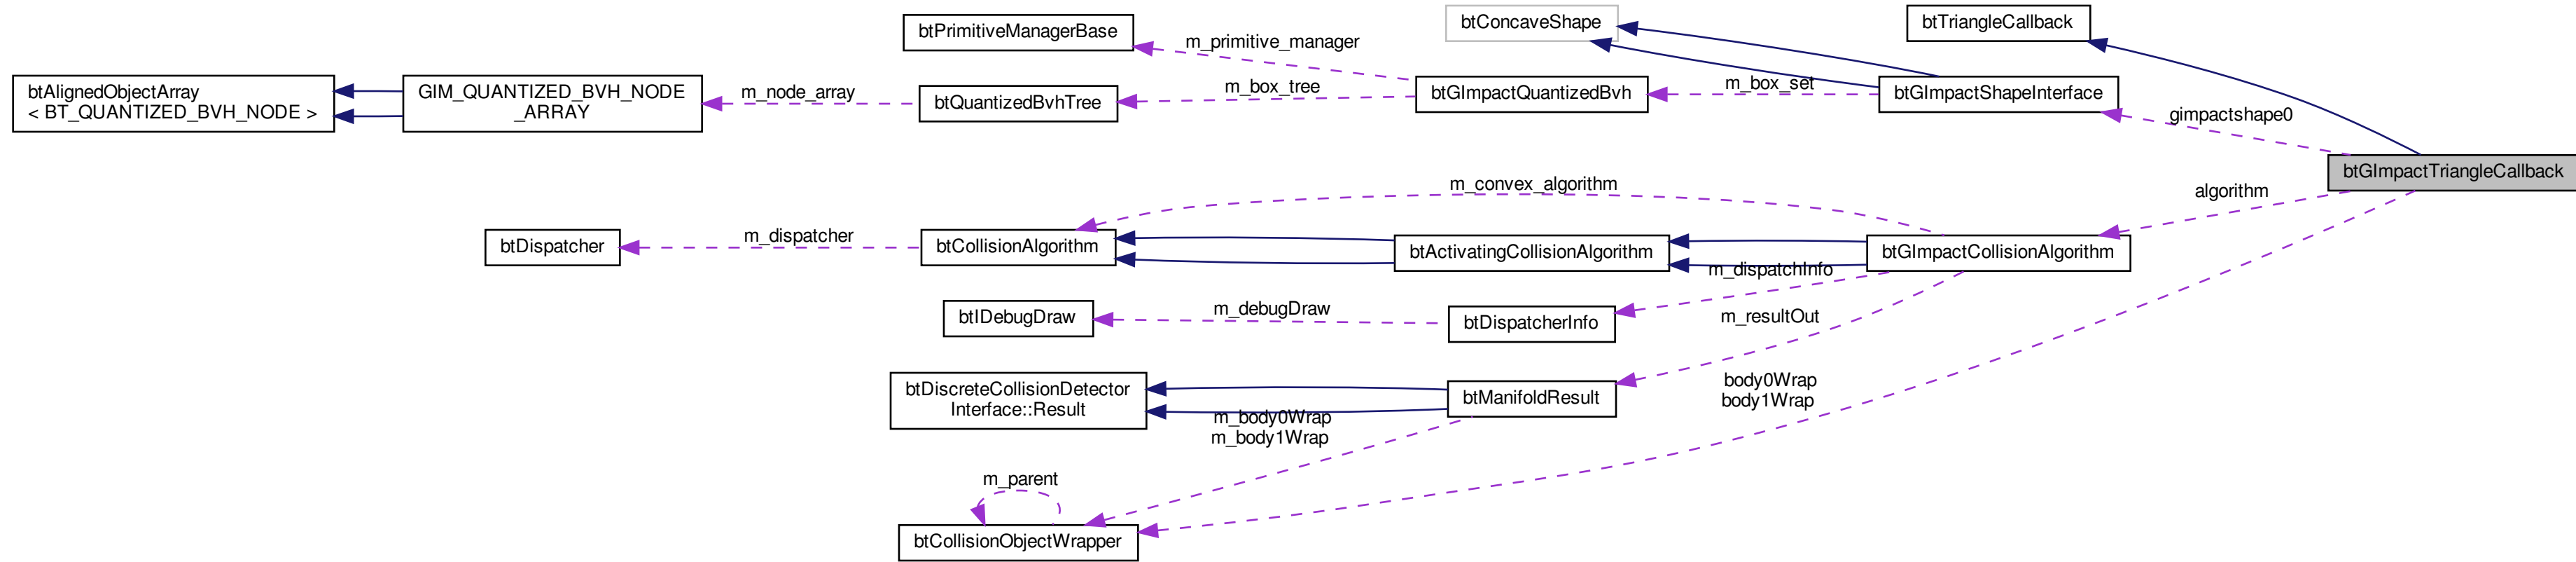 btPrimitiveManagerBase
m_primitive_manager
btConcaveShape
btTriangleCallback
btAlignedObjectArray
< BT_QUANTIZED_BVH_NODE >
GIM_QUANTIZED_BVH_NODE
_ARRAY
m_node_array
btQuantizedBvhTree
m_box_tree
btGImpactQuantizedBvh
m_box_set
btGImpactShapeInterface
gimpactshape0
btGImpactTriangleCallback
m_convex_algorithm
algorithm
btDispatcher
m_dispatcher
btCollisionAlgorithm
btActivatingCollisionAlgorithm
btGImpactCollisionAlgorithm
m_dispatchInfo
btIDebugDraw
m_debugDraw
btDispatcherInfo
m_resultOut
btDiscreteCollisionDetector
Interface::Result
btManifoldResult
body0Wrap
body1Wrap
m_body0Wrap
m_body1Wrap
m_parent
btCollisionObjectWrapper